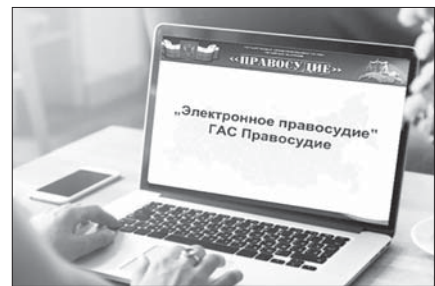 «ПРАВОСУДИЕ»
„Электронное правосудие"
ГАС Правосудие